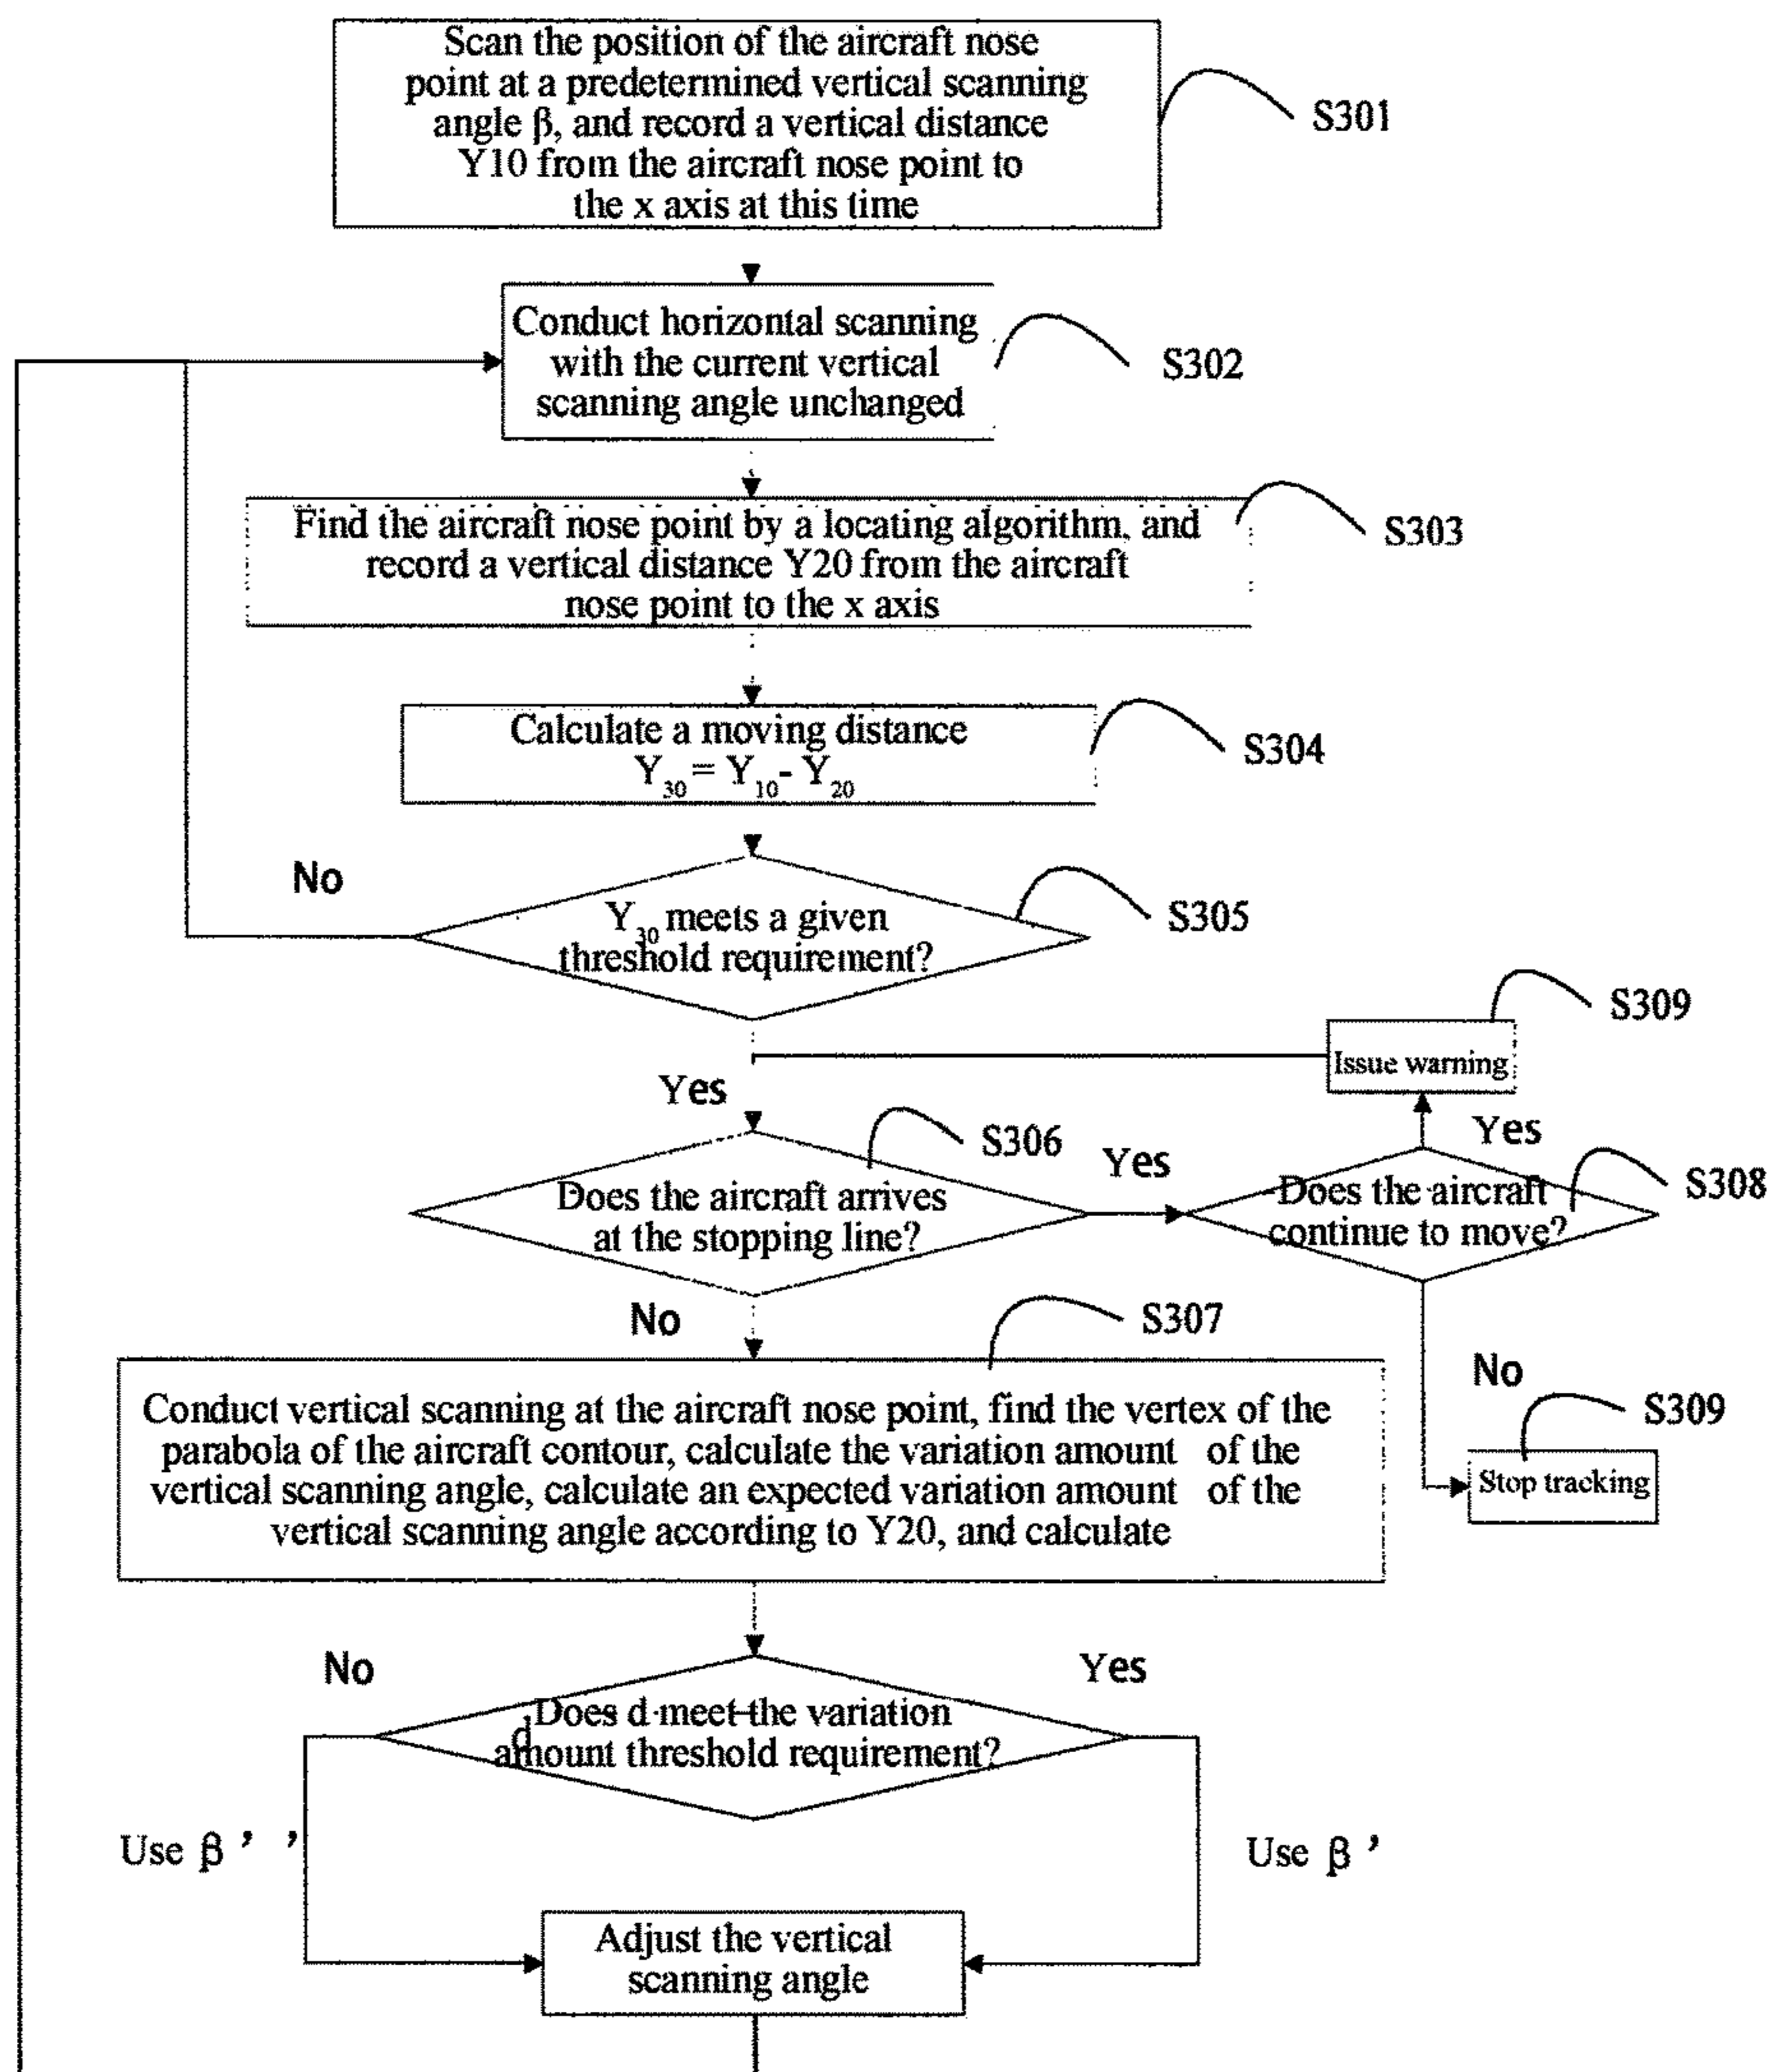 Scan the position of the aircraft nose
point at a predetermined vertical scanning
angle β, and record a vertical distance
Y10 from the aircraft nose point to
the x axis at this time
S301
Conduct horizontal scanning
with the current vertical
scanning angle unchanged
S302
Find the aircraft nose point by a locating algorithm, and
record a vertical distance Y20 from the aircraft
nose point to the x axis
S303
Calculate a moving distance
Y₃₀ = Y₁₀ - Y₂₀
S304
No
Y₃₀ meets a given
threshold requirement?
S305
S309
Issue warning
Yes
Yes
S306
Yes
Does the aircraft arrives
at the stopping line?
Does the aircraft
continue to move?
S308
No
S307
No
S309
Stop tracking
Conduct vertical scanning at the aircraft nose point, find the vertex of the
parabola of the aircraft contour, calculate the variation amount of the
vertical scanning angle, calculate an expected variation amount of the
vertical scanning angle according to Y20, and calculate
No
Yes
Does d meet the variation
d
amount threshold requirement?
Use β ’ ’
Use β ’
Adjust the vertical
scanning angle